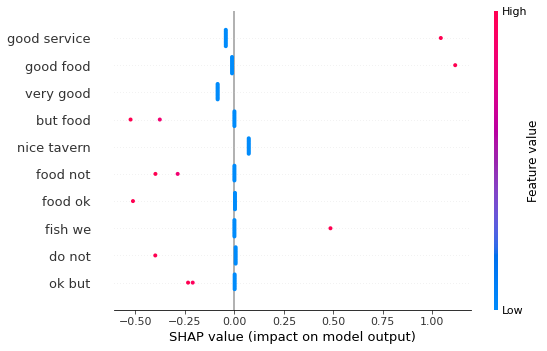 High
good service
good food
very good
but food
nice tavern
food not
food ok
fish we
do not
ok but
Feature value
Low
−0.50 −0.25 0.00 0.25 0.50 0.75 1.00
SHAP value (impact on model output)